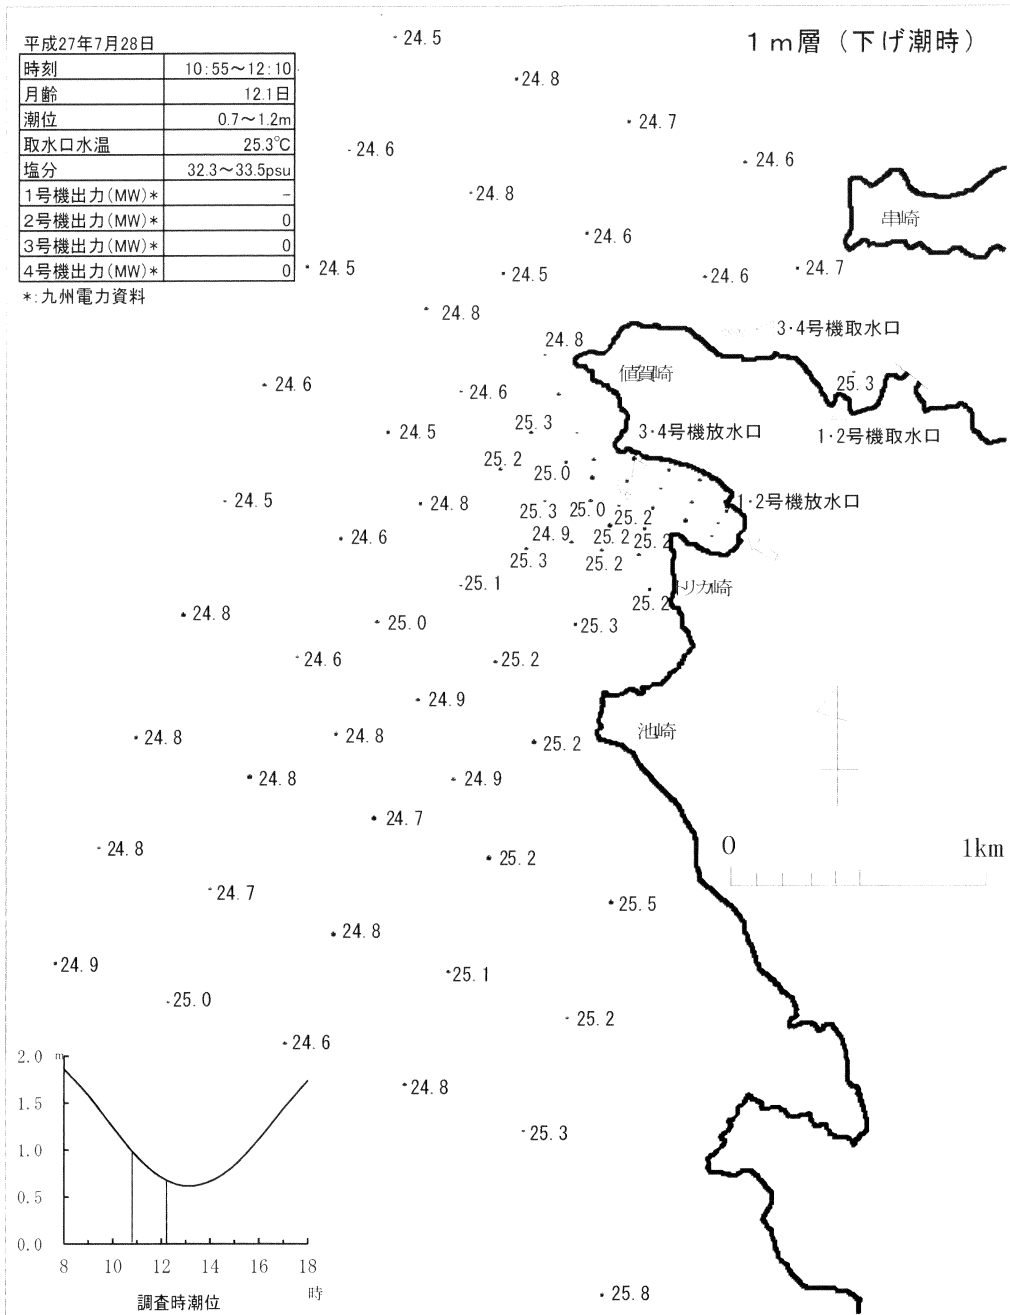 平成27年7月28日
1m層(下げ潮時)
時刻 10:55～12:10
月齢 12.1日
潮位 0.7～1.2m
取水口水温 25.3℃
塩分 32.3～33.5psu
1号機出力(MW)* -
2号機出力(MW)* 0
3号機出力(MW)* 0
4号機出力(MW)* 0
*:九州電力資料
24.5
24.8
24.7
24.6
24.6
24.8
串崎
24.6
24.5
24.5
24.6
24.7
24.8
3・4号機取水口
24.8
値賀崎
24.6
24.6
25.3
25.3
24.5
3・4号機放水口
1・2号機取水口
25.2
25.0
24.5
24.8
25.3
25.0
25.2
1・2号機放水口
24.6
24.9
25.2
25.2
25.3
25.2
25.1
トリカ崎
25.2
24.8
25.0
25.3
24.6
25.2
24.9
池崎
24.8
24.8
25.2
24.8
24.9
24.7
0 1km
24.8
25.2
24.7
25.5
24.8
24.9
25.1
25.0
25.2
24.6
24.8
25.3
25.8
2.0 m
1.5
1.0
0.5
0.0
8 10 12 14 16 18
時
調査時潮位